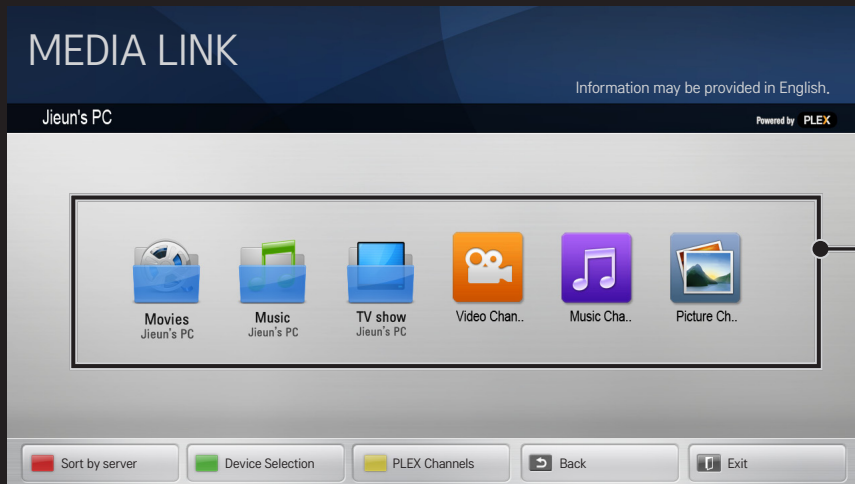 MEDIA LINK
Information may be provided in English.
Jieun's PC
Powered by PLEX
Movies
Jieun's PC
Music
Jieun's PC
TV show
Jieun's PC
Video Chan..
Music Cha..
Picture Ch..
Sort by server
Device Selection
PLEX Channels
Back
Exit